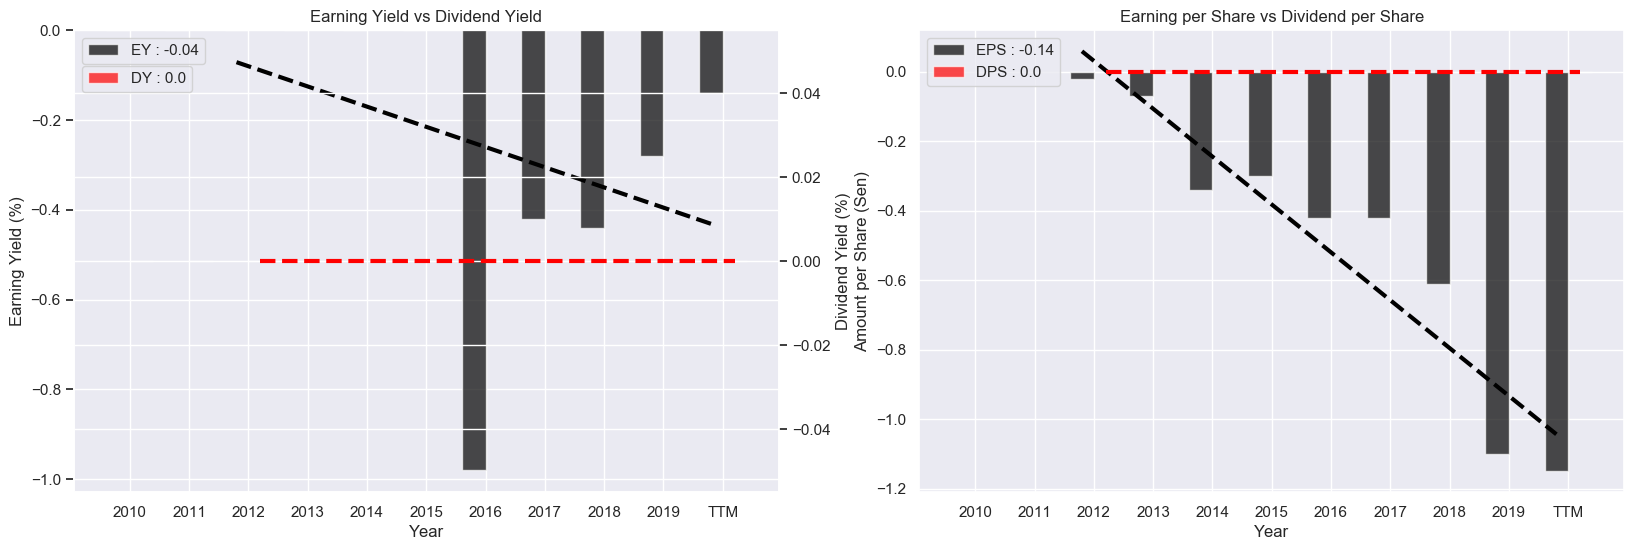 Earning Yield vs Dividend Yield
EY : -0.04
DY : 0.0
Earning Yield (%)
0.0
−0.2
−0.4
−0.6
−0.8
−1.0
0.04
0.02
0.00
−0.02
−0.04
Dividend Yield (%)
2010 2011 2012 2013 2014 2015 2016 2017 2018 2019 TTM
Year
Earning per Share vs Dividend per Share
EPS : -0.14
DPS : 0.0
Amount per Share (Sen)
0.0
−0.2
−0.4
−0.6
−0.8
−1.0
−1.2
2010 2011 2012 2013 2014 2015 2016 2017 2018 2019 TTM
Year